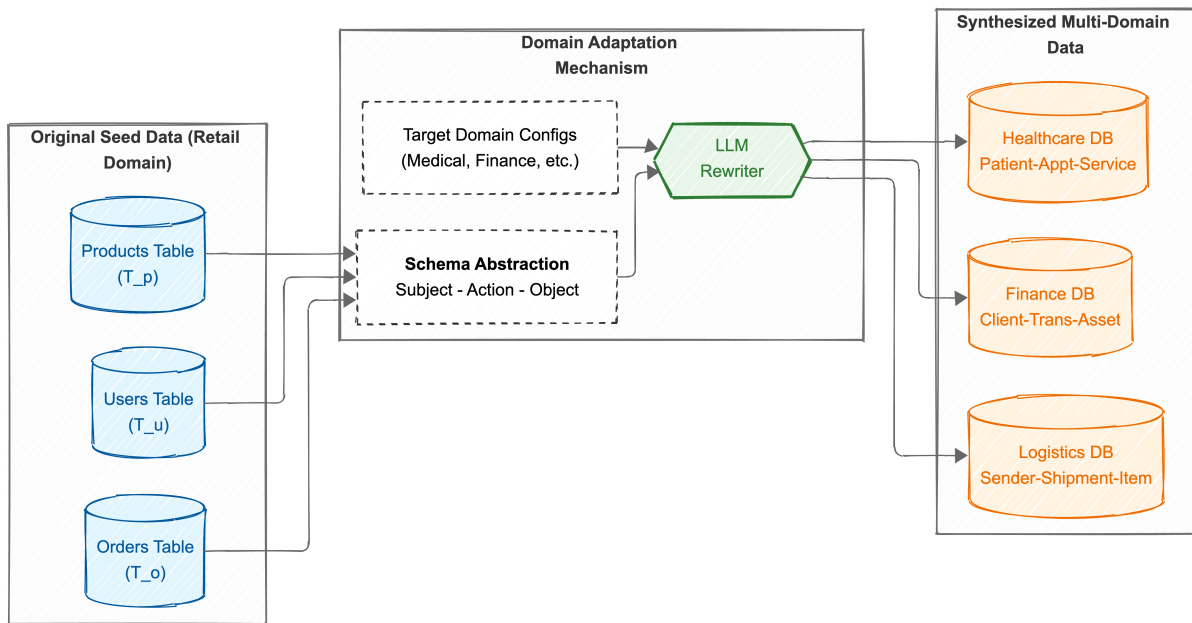 Original Seed Data (Retail
Domain)
Products Table
(T_p)
Users Table
(T_u)
Orders Table
(T_o)
Domain Adaptation
Mechanism
Target Domain Configs
(Medical, Finance, etc.)
Schema Abstraction
Subject - Action - Object
LLM
Rewriter
Synthesized Multi-Domain
Data
Healthcare DB
Patient-Appt-Service
Finance DB
Client-Trans-Asset
Logistics DB
Sender-Shipment-Item